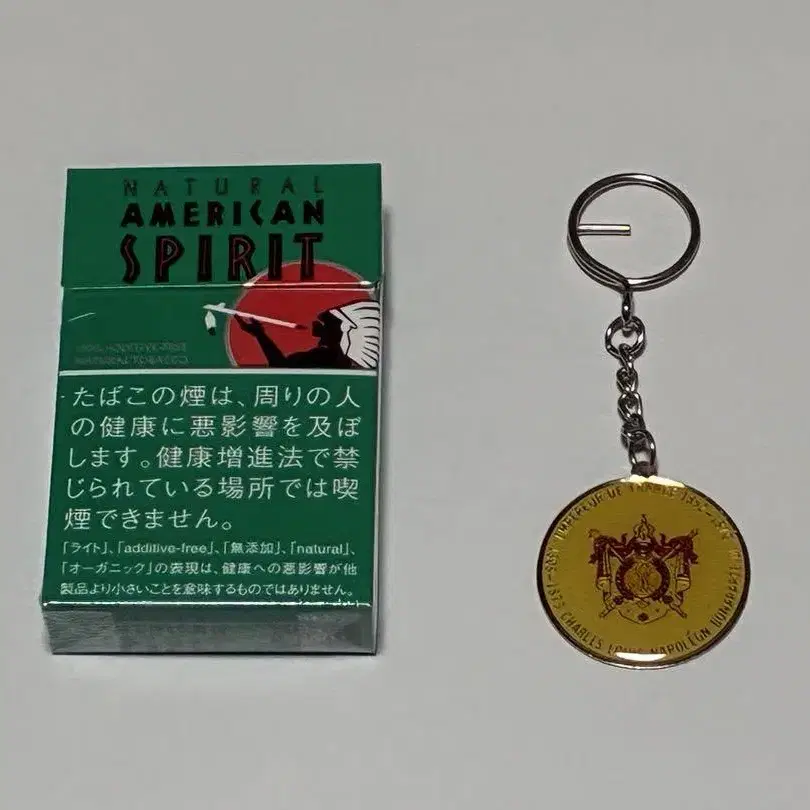 NATURAL
AMERICAN
SPIRIT
たばこの煙は、周りの人
の健康に悪影響を及ぼ
します。健康増進法で禁
じられている場所では喫
煙できません。
「ライト」、「additive-free」、「無添加」、「natural」、
「オーガニック」の表現は、健康への悪影響が他
製品より小さいことを意味するものではありません。
EMPEREUR DE FRANCE 1852-
CHARLES LOUIS NAPOLÉON BONAPARTE